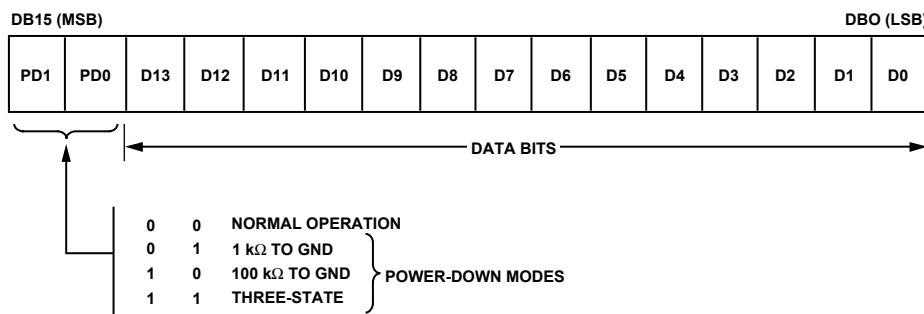 DB15 (MSB) DBO (LSB)
PD1 PD0 D13 D12 D11 D10 D9 D8 D7 D6 D5 D4 D3 D2 D1 D0
DATA BITS
0 0 NORMAL OPERATION
0 1 1 kΩ TO GND
1 0 100 kΩ TO GND
1 1 THREE-STATE
POWER-DOWN MODES